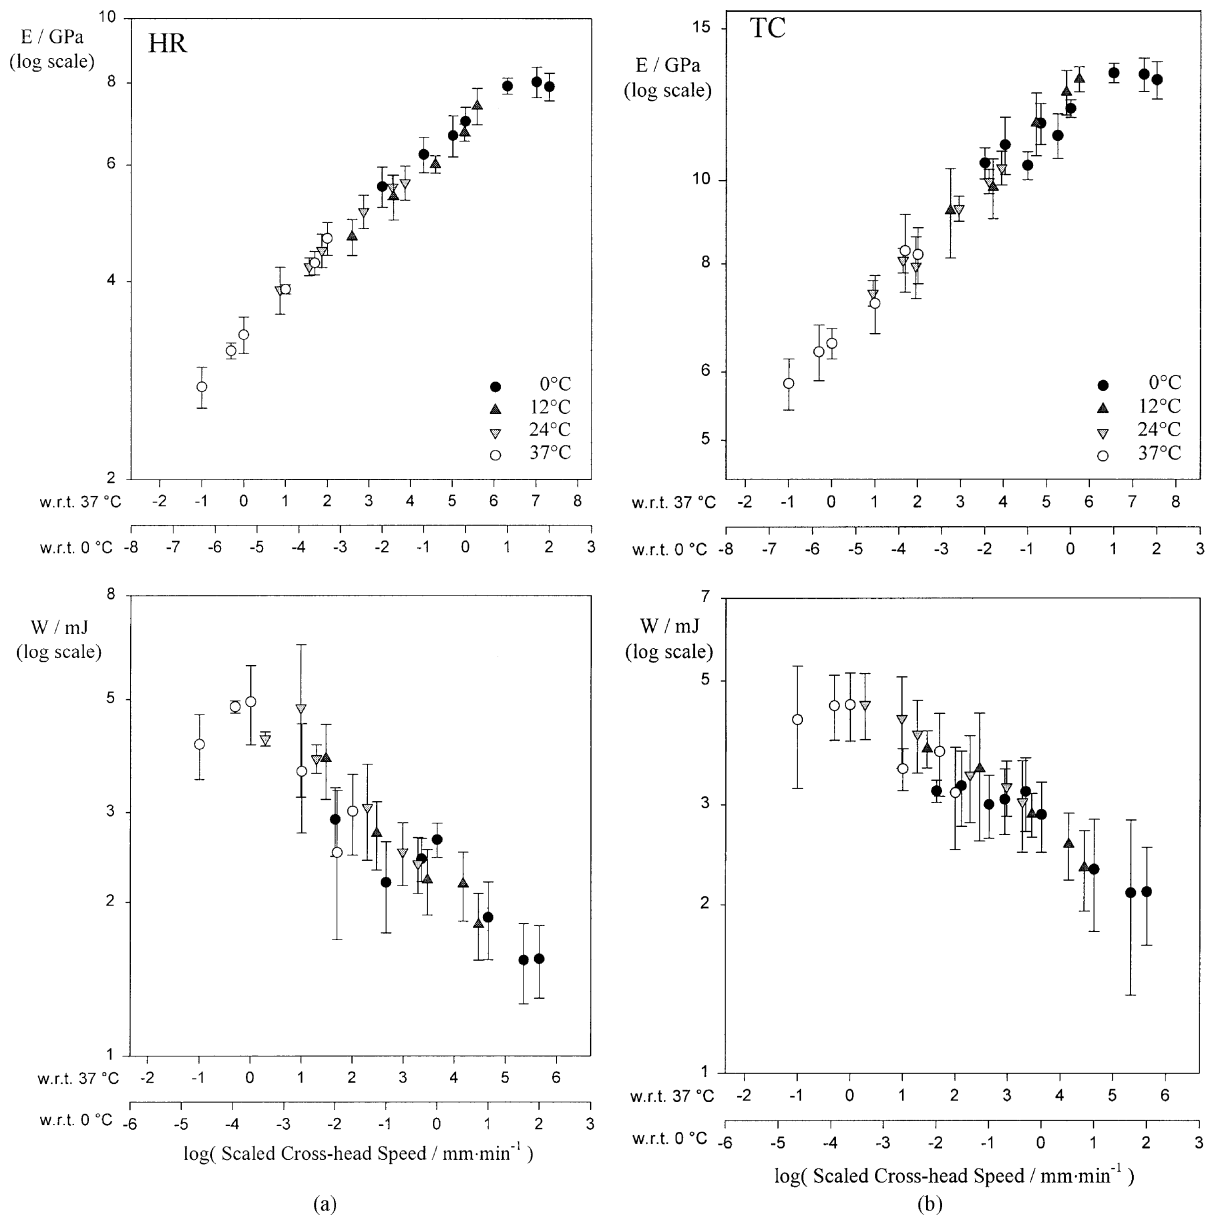 10
E / GPa
(log scale)
HR
8
6
4
2
0°C
12°C
24°C
37°C
w.r.t. 37 °C -2 -1 0 1 2 3 4 5 6 7 8
w.r.t. 0 °C
-8 -7 -6 -5 -4 -3 -2 -1 0 1 2 3
15
TC
E / GPa
(log scale)
10
8
6
5
0°C
12°C
24°C
37°C
w.r.t. 37 °C -2 -1 0 1 2 3 4 5 6 7 8
w.r.t. 0 °C
-8 -7 -6 -5 -4 -3 -2 -1 0 1 2 3
8
W / mJ
(log scale)
5
3
2
1
w.r.t. 37 °C -2 -1 0 1 2 3 4 5 6
w.r.t. 0 °C
-6 -5 -4 -3 -2 -1 0 1 2 3
log( Scaled Cross-head Speed / mm·min⁻¹ )
(a)
7
W / mJ
(log scale)
5
3
2
1
w.r.t. 37 °C -2 -1 0 1 2 3 4 5 6
w.r.t. 0 °C
-6 -5 -4 -3 -2 -1 0 1 2 3
log( Scaled Cross-head Speed / mm·min⁻¹ )
(b)